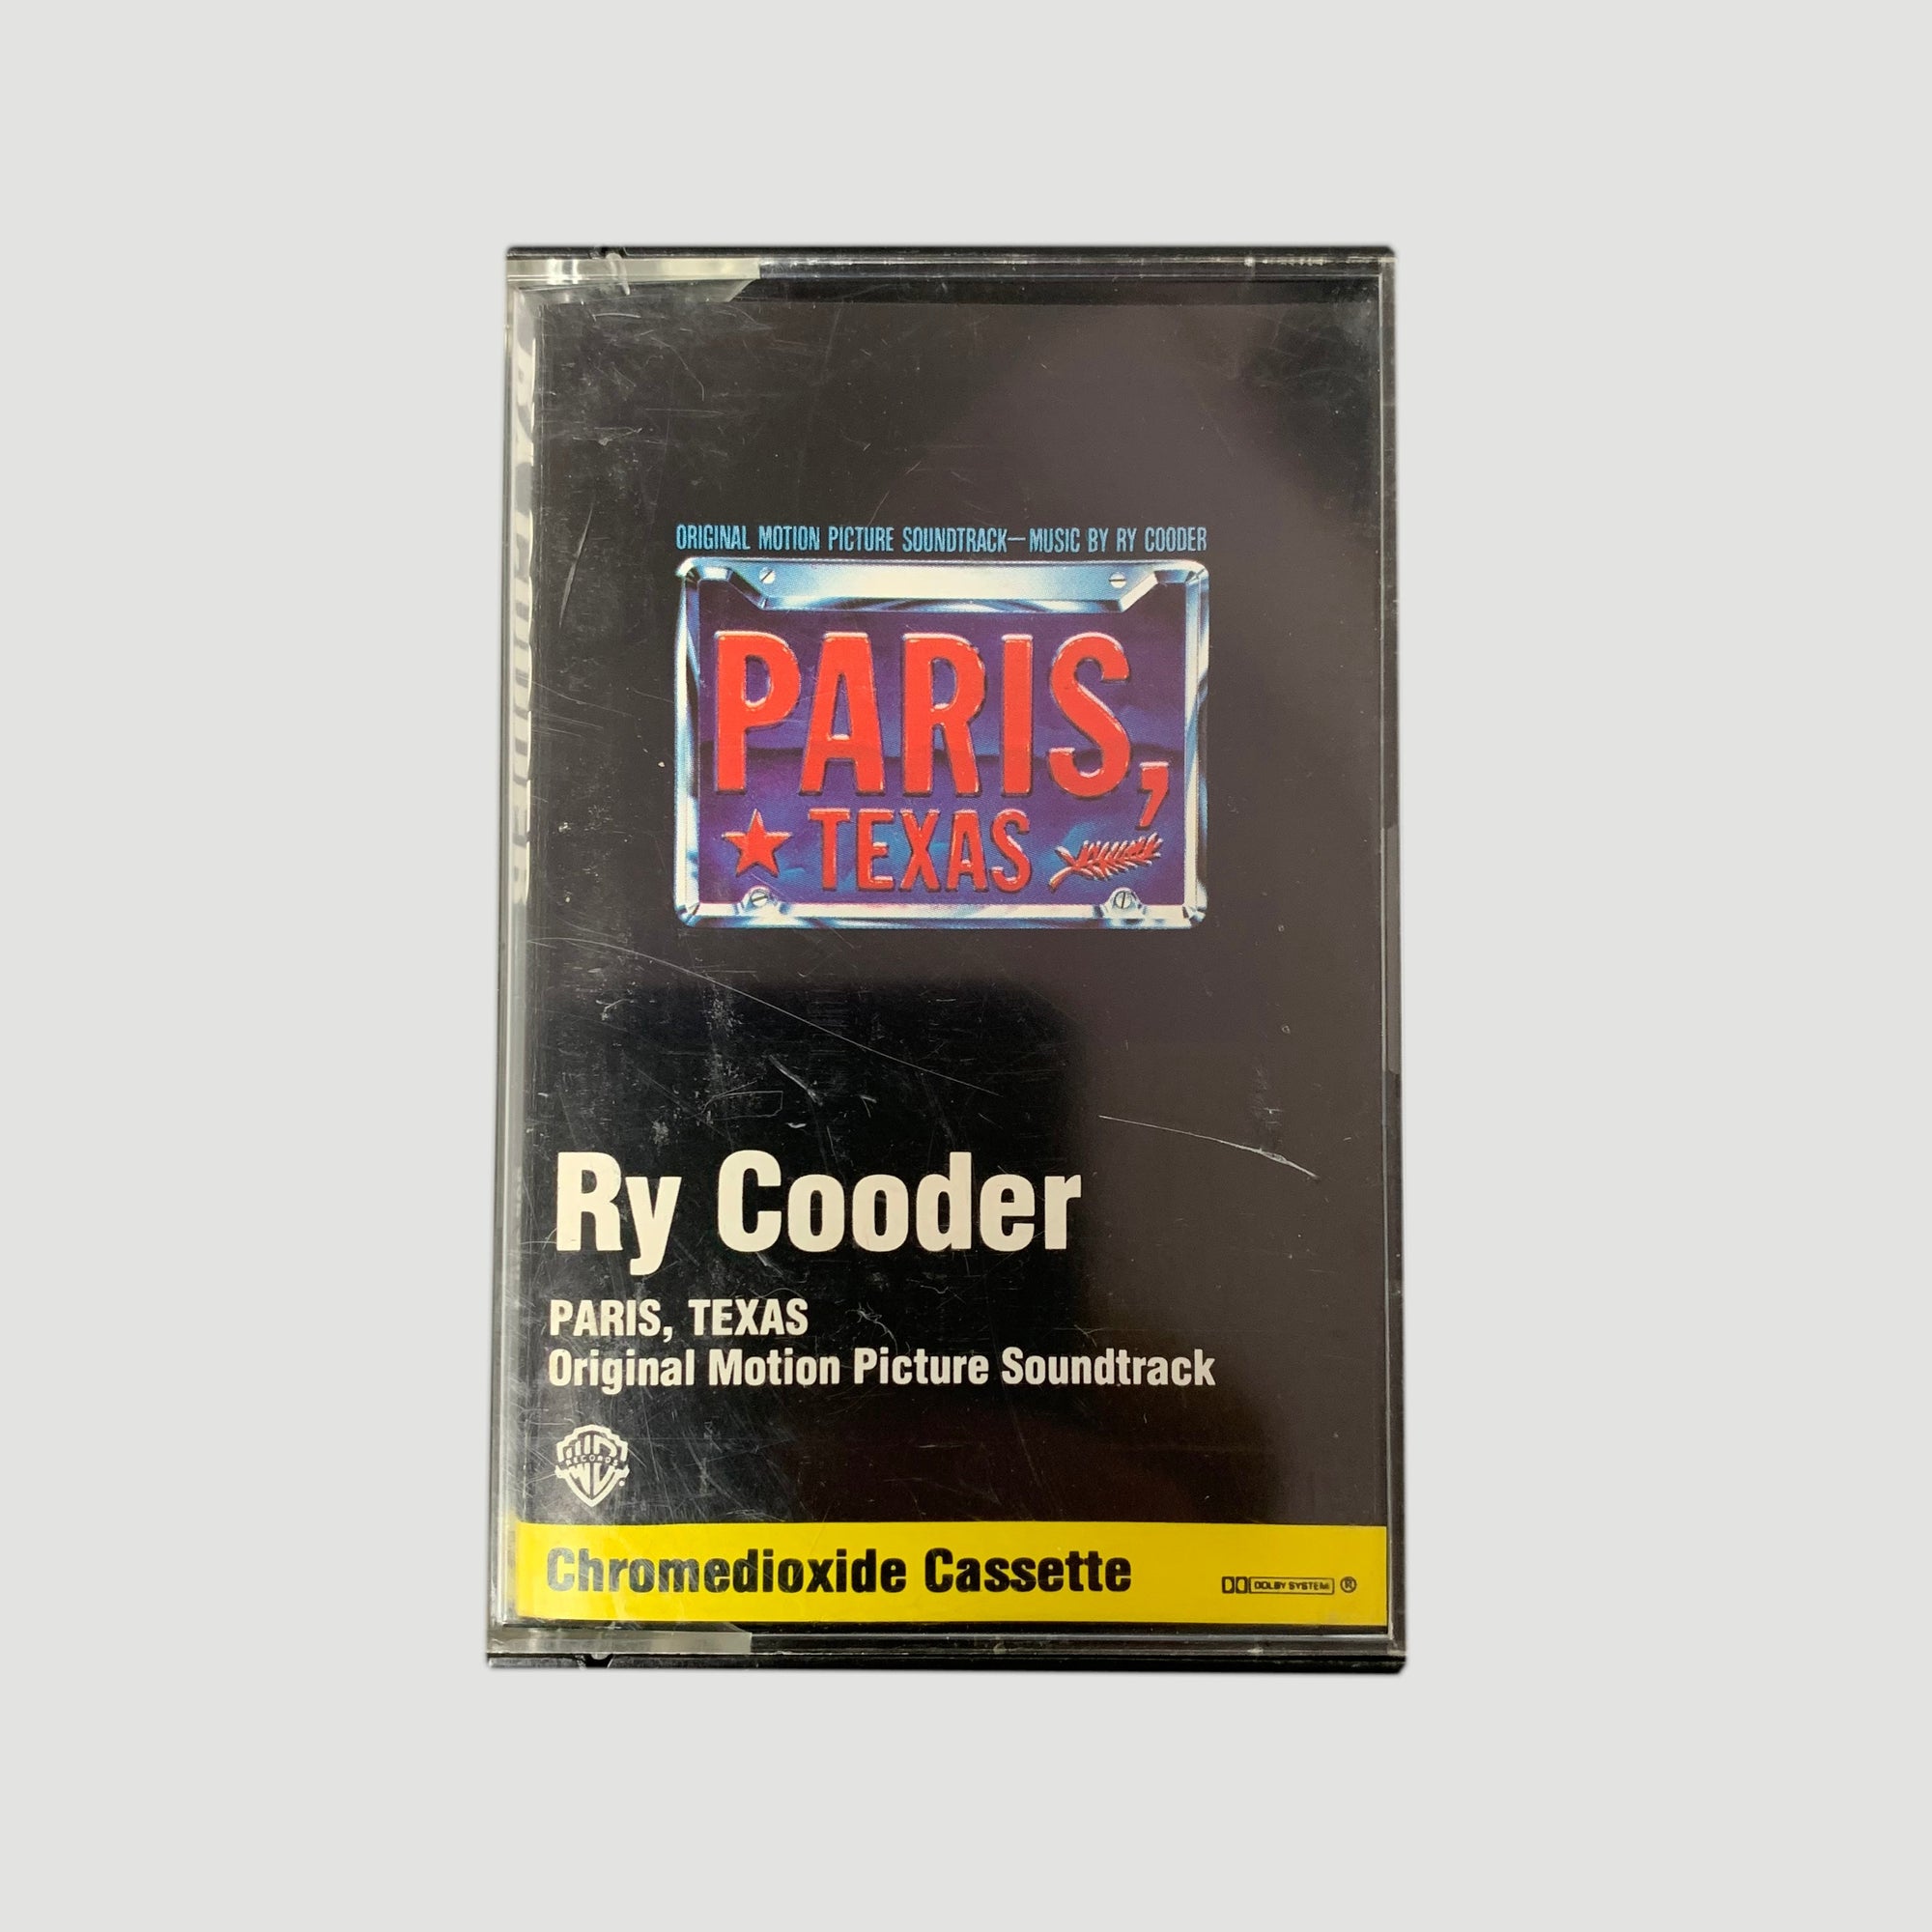 ORIGINAL MOTION PICTURE SOUNDTRACK—MUSIC BY RY COODER
PARIS,
TEXAS
Ry Cooder
PARIS, TEXAS
Original Motion Picture Soundtrack
RECORDS
Chromedioxide Cassette
DOLBY SYSTEM ®